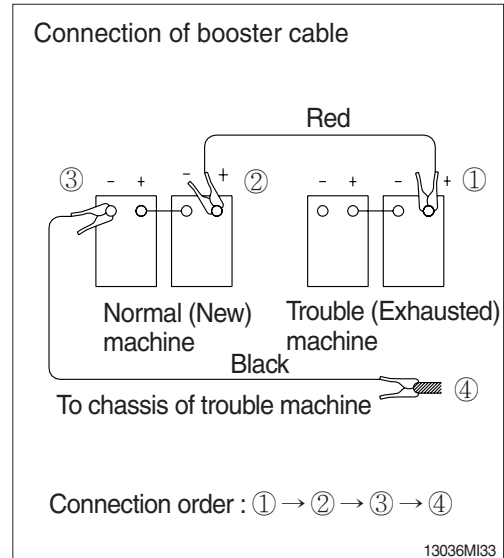 Connection of booster cable
Red
③ - + - + ② - + - + ①
Normal (New)
machine
Trouble (Exhausted)
machine
Black
To chassis of trouble machine
④
Connection order : ① → ② → ③ → ④
13036MI33